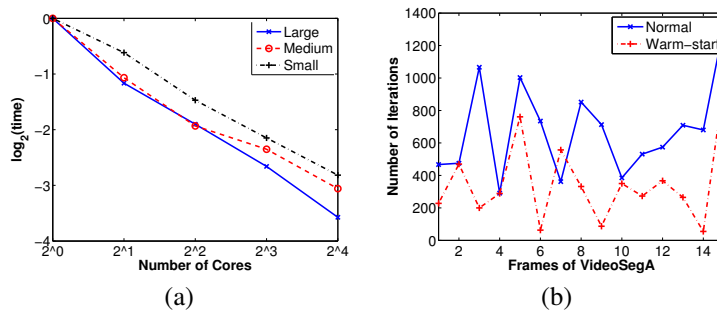 0
−1
−2
−3
−4
log2(time)
2^0 2^1 2^2 2^3 2^4
Number of Cores
Large
Medium
Small
(a)
1400
1200
1000
800
600
400
200
0
Number of Iterations
2 4 6 8 10 12 14
Frames of VideoSegA
Normal
Warm−start
(b)